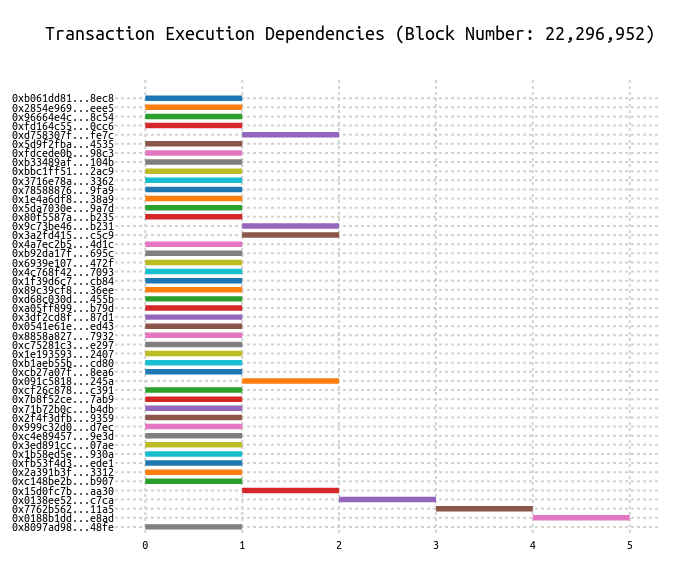 Transaction Execution Dependencies (Block Number: 22,296,952)
0xb061dd81...8ec8
0x2854e969...eee5
0x96664e4c...8c54
0xfd164c55...0cc6
0xd758307f...fe7c
0x5d9f2fba...4535
0xfdcede0b...98c3
0xb33489af...104b
0xbbc1ff51...2ac9
0x3716e78a...3362
0x78588876...9fa9
0x1e4a6df8...38a9
0x5da7030e...9a7d
0x80f5587a...b235
0x9c73be46...b231
0x3a2fd415...c5c9
0x4a7ec2b5...4d1c
0xb92da17f...695c
0x6939e107...472f
0x4c768f42...7093
0x1f39d6c7...cb84
0x89c39cf8...36ee
0xd68c030d...455b
0xa05ff899...b79d
0x3df2cd8f...87d1
0x0541e61e...ed43
0x8858a827...7932
0xc75281c3...e297
0x1e193593...2407
0xb1aeb55b...cd80
0xcb27a07f...8ea6
0x091c5818...245a
0xcf26c878...c391
0x7b8f52ce...7ab9
0x71b72b0c...b4db
0x2f4f3dfb...9359
0x999c32d0...d7ec
0xc4e89457...9e3d
0x3ed891cc...07ae
0x1b58ed5e...930a
0xfb53f4d3...ede1
0x2a391b3f...3312
0xc148be2b...b907
0x15d0fc7b...aa30
0x0138ee52...c7ca
0x7762b562...11a5
0x0188b1dd...e8ad
0x8097ad98...48fe
0 1 2 3 4 5